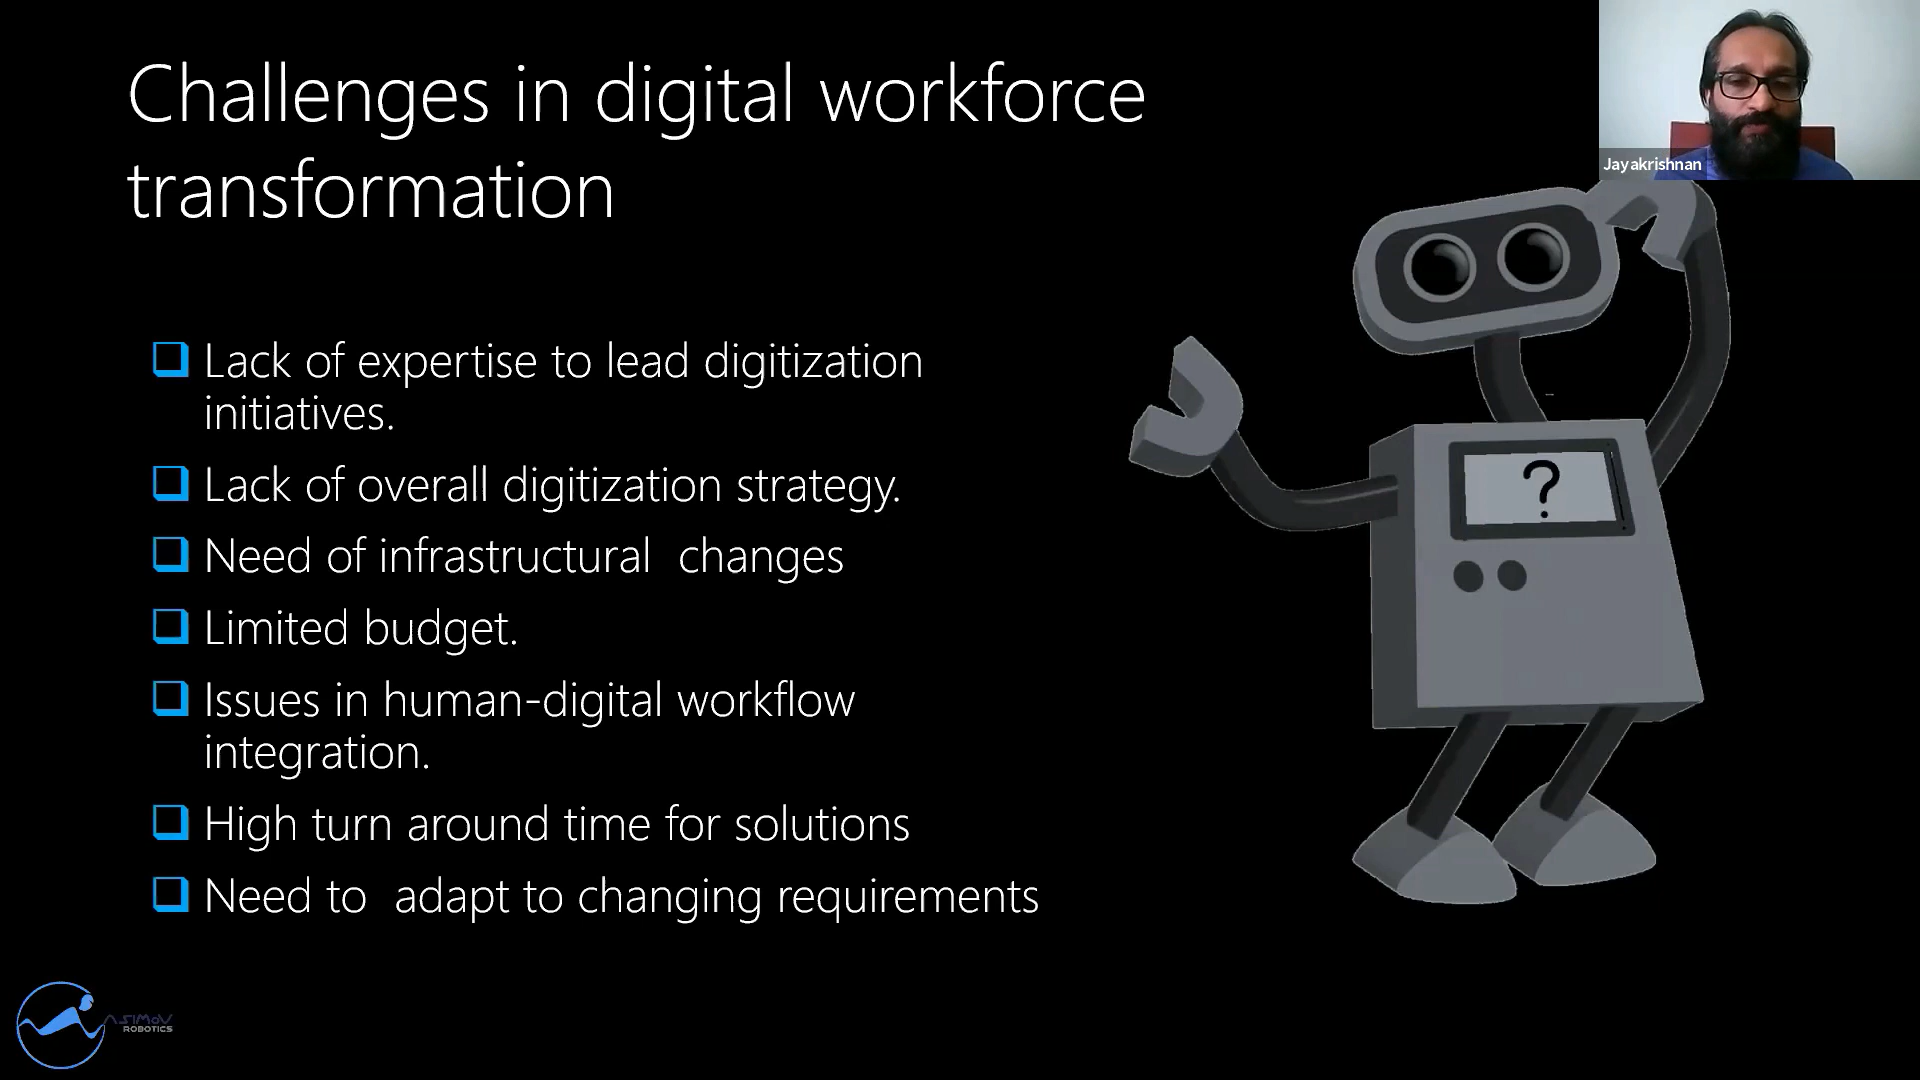 Challenges in digital workforce
transformation
Jayakrishnan
Lack of expertise to lead digitization
initiatives.
Lack of overall digitization strategy.
?
Need of infrastructural  changes
Limited budget.
Issues in human-digital workflow
integration.
High turn around time for solutions
Need to  adapt to changing requirements
ASIMOV
ROBOTICS